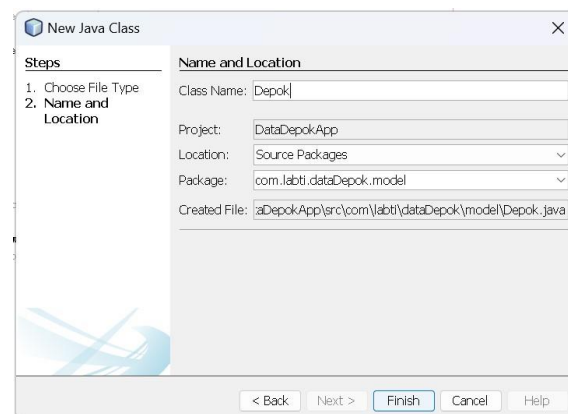 New Java Class
Steps
1. Choose File Type
2. Name and
Location
Name and Location
Class Name: Depok
Project: DataDepokApp
Location: Source Packages
Package: com.labti.dataDepok.model
Created File: :aDepokApp\src\com\labti\dataDepok\model\Depok.java
< Back Next > Finish Cancel Help